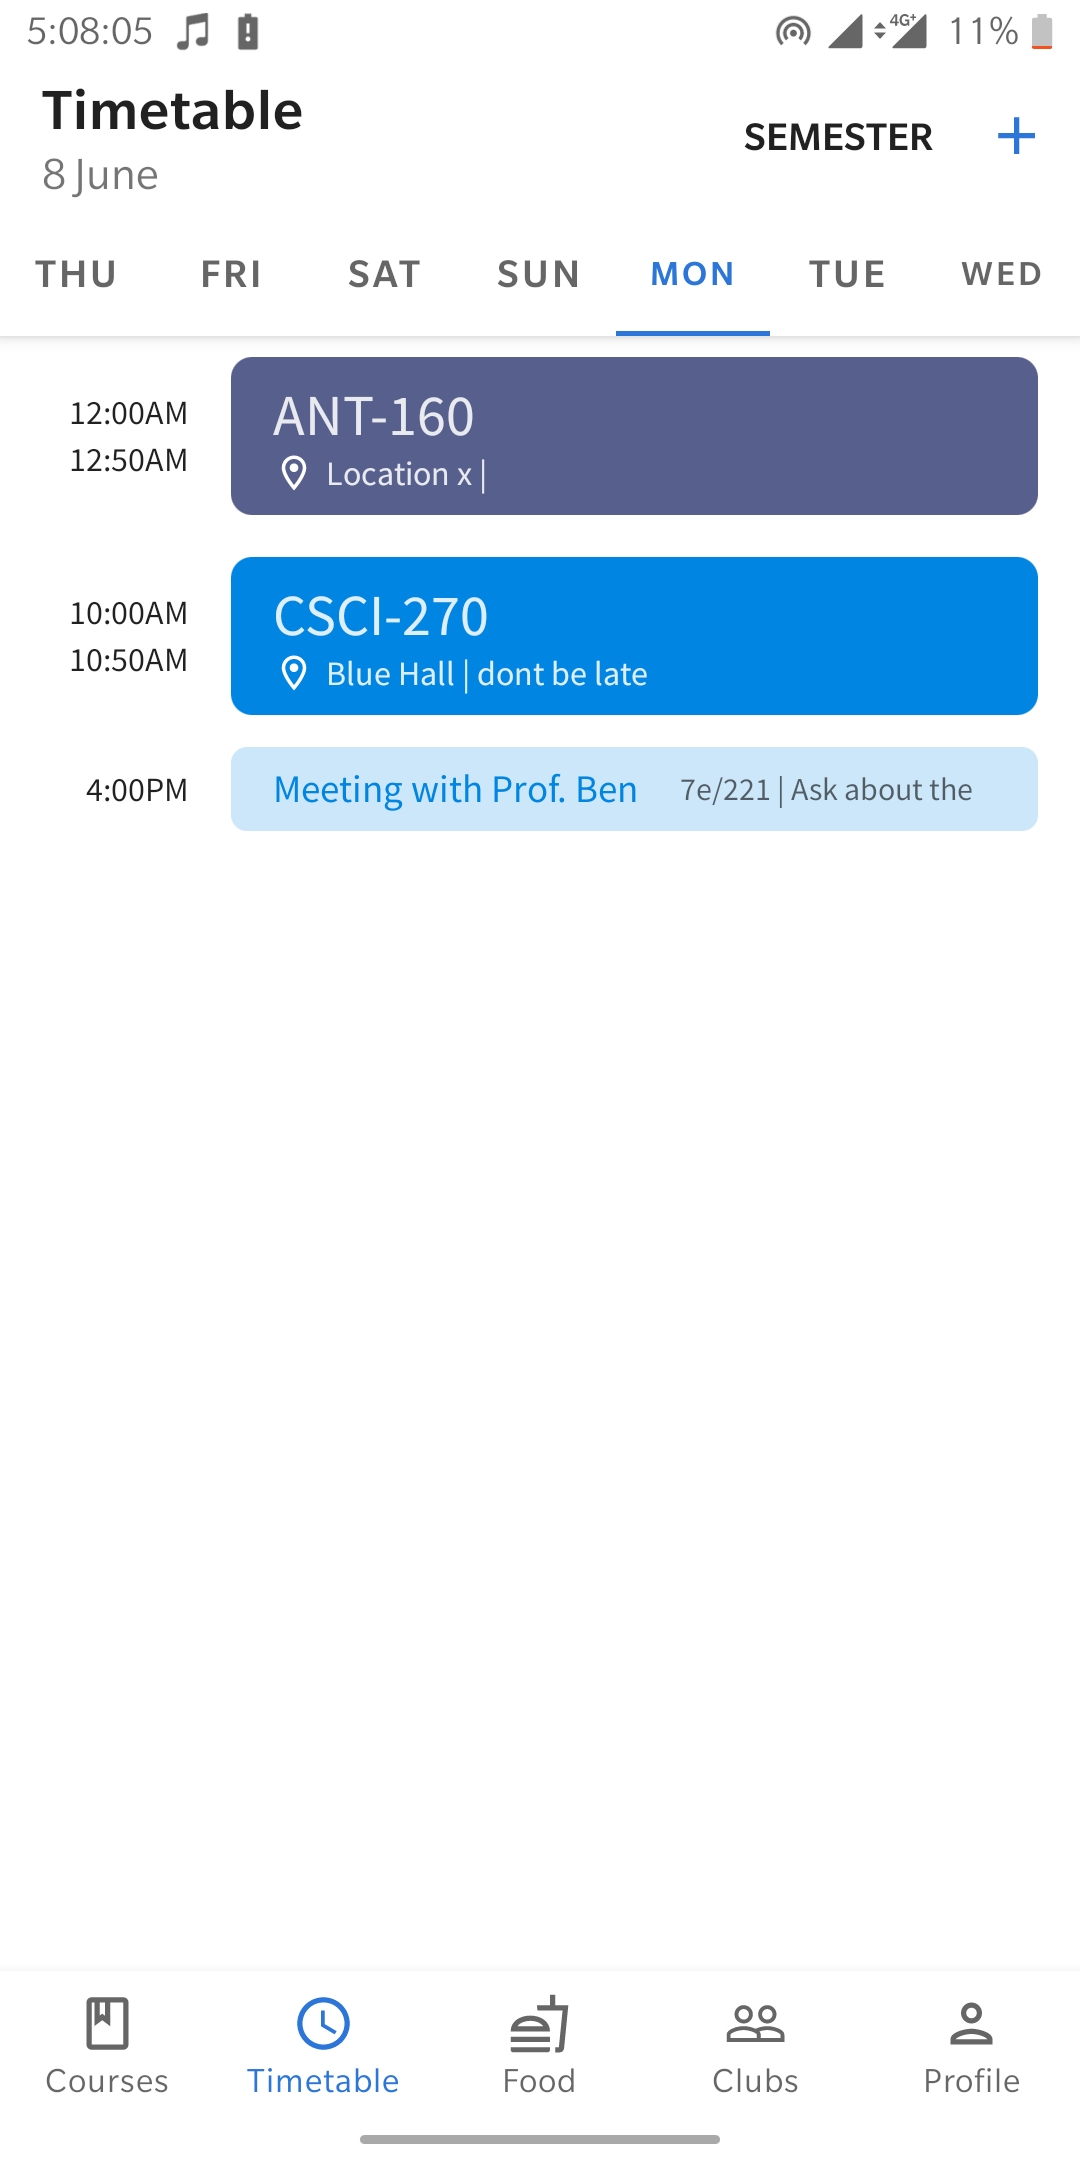 5:08:05 4G+ 11%
Timetable
8 June
SEMESTER +
THU FRI SAT SUN MON TUE WED
12:00AM
12:50AM
ANT-160
Location x |
10:00AM
10:50AM
CSCI-270
Blue Hall | dont be late
4:00PM Meeting with Prof. Ben 7e/221 | Ask about the
Courses Timetable Food Clubs Profile